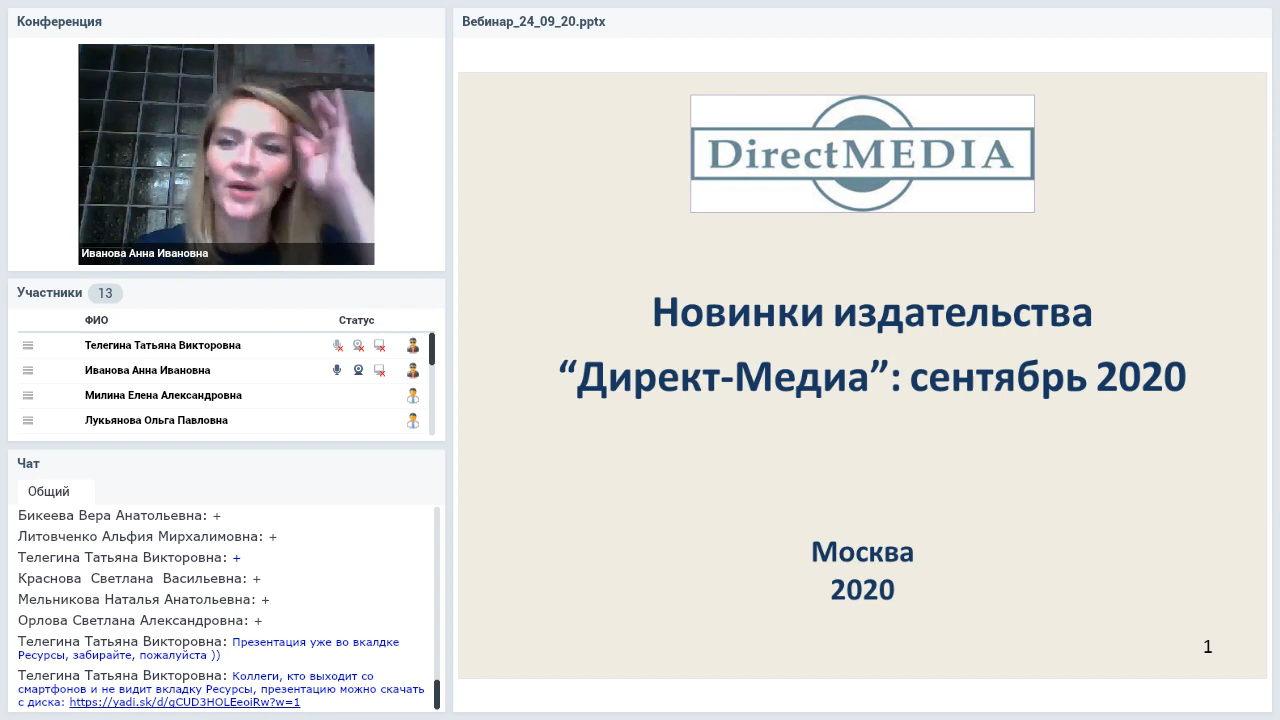 Конференция
Иванова Анна Ивановна
Участники 13
ФИО Статус
Телегина Татьяна Викторовна
Иванова Анна Ивановна
Милина Елена Александровна
Лукьянова Ольга Павловна
Чат
Общий
Бикеева Вера Анатольевна: +
Литовченко Альфия Мирхалимовна: +
Телегина Татьяна Викторовна: +
Краснова Светлана Васильевна: +
Мельникова Наталья Анатольевна: +
Орлова Светлана Александровна: +
Телегина Татьяна Викторовна: Презентация уже во вкалдке
Ресурсы, забирайте, пожалуйста ))
Телегина Татьяна Викторовна: Коллеги, кто выходит со
смартфонов и не видит вкладку Ресурсы, презентацию можно скачать
с диска: https://yadi.sk/d/gCUD3HOLEeoiRw?w=1
Вебинар_24_09_20.pptx
DirectMEDIA
Новинки издательства
“Директ-Медиа”: сентябрь 2020
Москва
2020
1